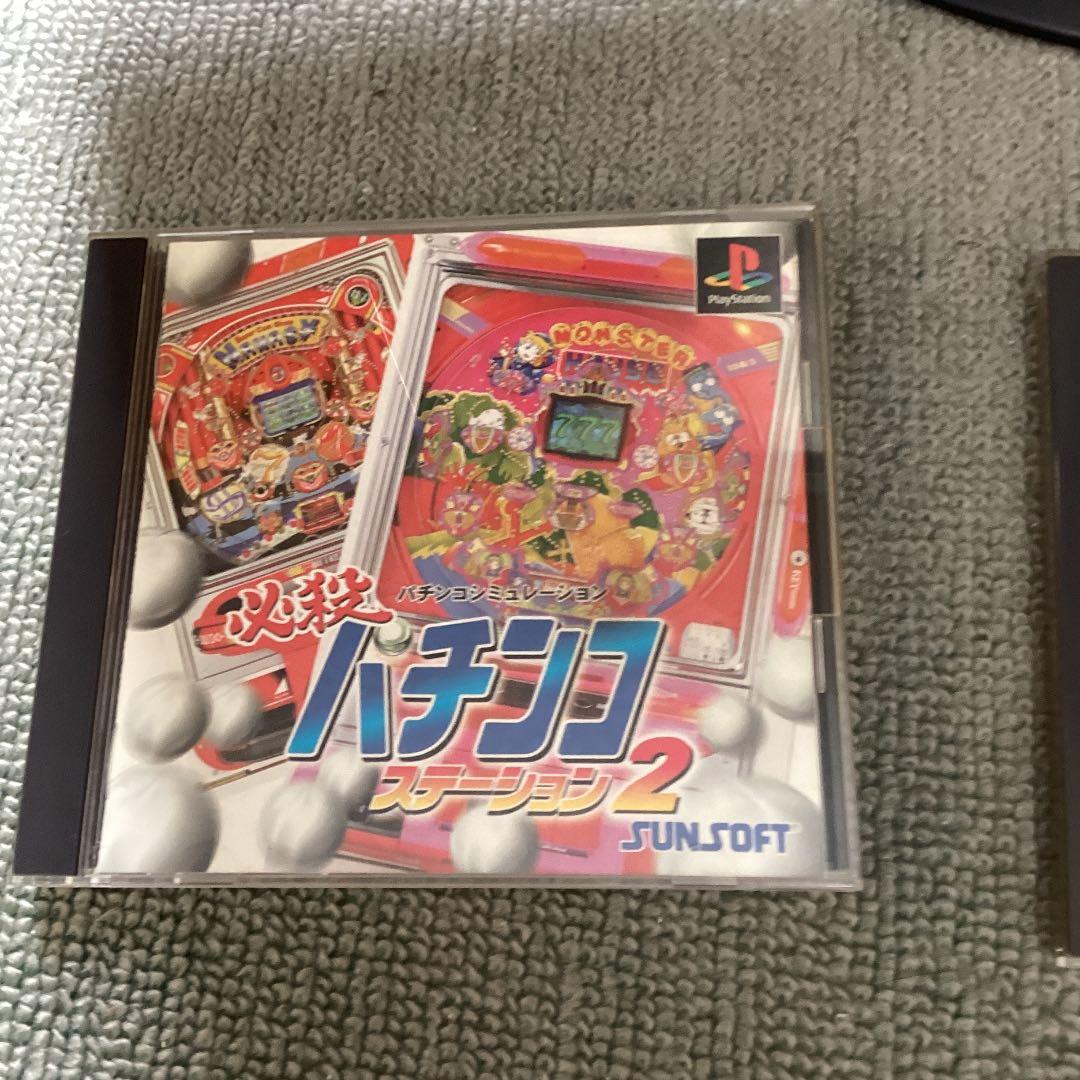 PlayStation
MONSTER
HOUSE
777
パチンコシミュレーション
必殺
パチンコ
ステーション2
SUNSOFT